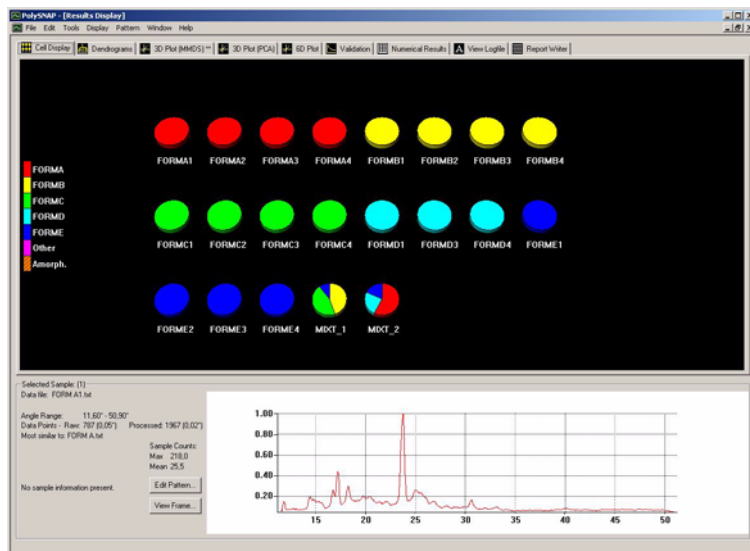 PolySNAP - [Results Display]
File Edit Tools Display Pattern Window Help
Cell Display Dendrograms 3D Plot (MMDS) ** 3D Plot (PCA) 6D Plot Validation Numerical Results View Logfile Report Writer
FORMA1 FORMA2 FORMA3 FORMA4 FORMB1 FORMB2 FORMB3 FORMB4
FORMA
FORMB
FORMC
FORMD
FORME
Other
Amorph.
FORMC1 FORMC2 FORMC3 FORMC4 FORMD1 FORMD3 FORMD4 FORME1
FORME2 FORME3 FORME4 MIXT_1 MIXT_2
Selected Sample: (1)
Data file: FORM A1.txt
Angle Range: 11,60° - 50,90°
Data Points - Raw: 787 (0,05°) Processed: 1967 (0,02°)
Most similar to: FORM A.txt
Sample Counts:
Max 218,0
Mean 25,5
No sample information present.
Edit Pattern...
View Frame...
1.00
0.80
0.60
0.40
0.20
15 20 25 30 35 40 45 50